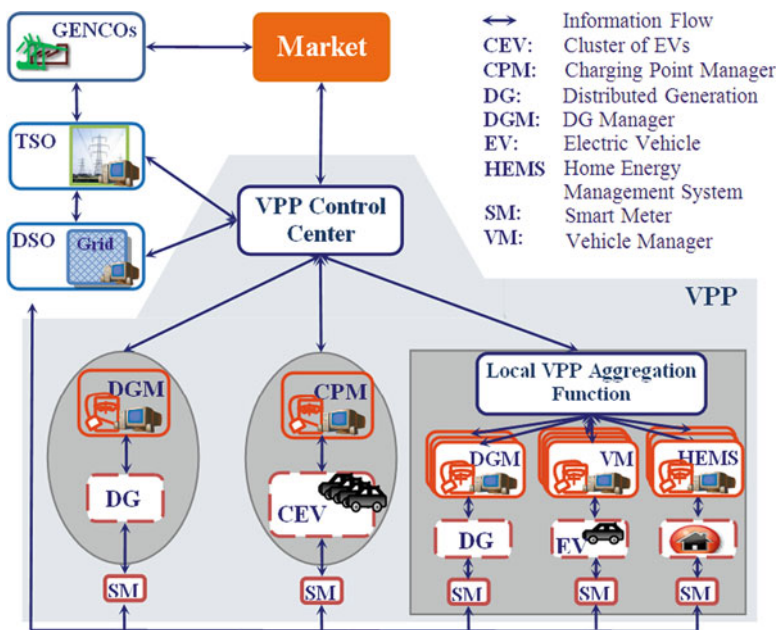 GENCOs
Market
Information Flow
CEV: Cluster of EVs
CPM: Charging Point Manager
DG: Distributed Generation
DGM: DG Manager
EV: Electric Vehicle
HEMS Home Energy
Management System
SM: Smart Meter
VM: Vehicle Manager
TSO
DSO
Grid
VPP Control
Center
VPP
DGM
CPM
Local VPP Aggregation
Function
DGM
VM
HEMS
DG
CEV
DG
EV
SM
SM
SM
SM
SM